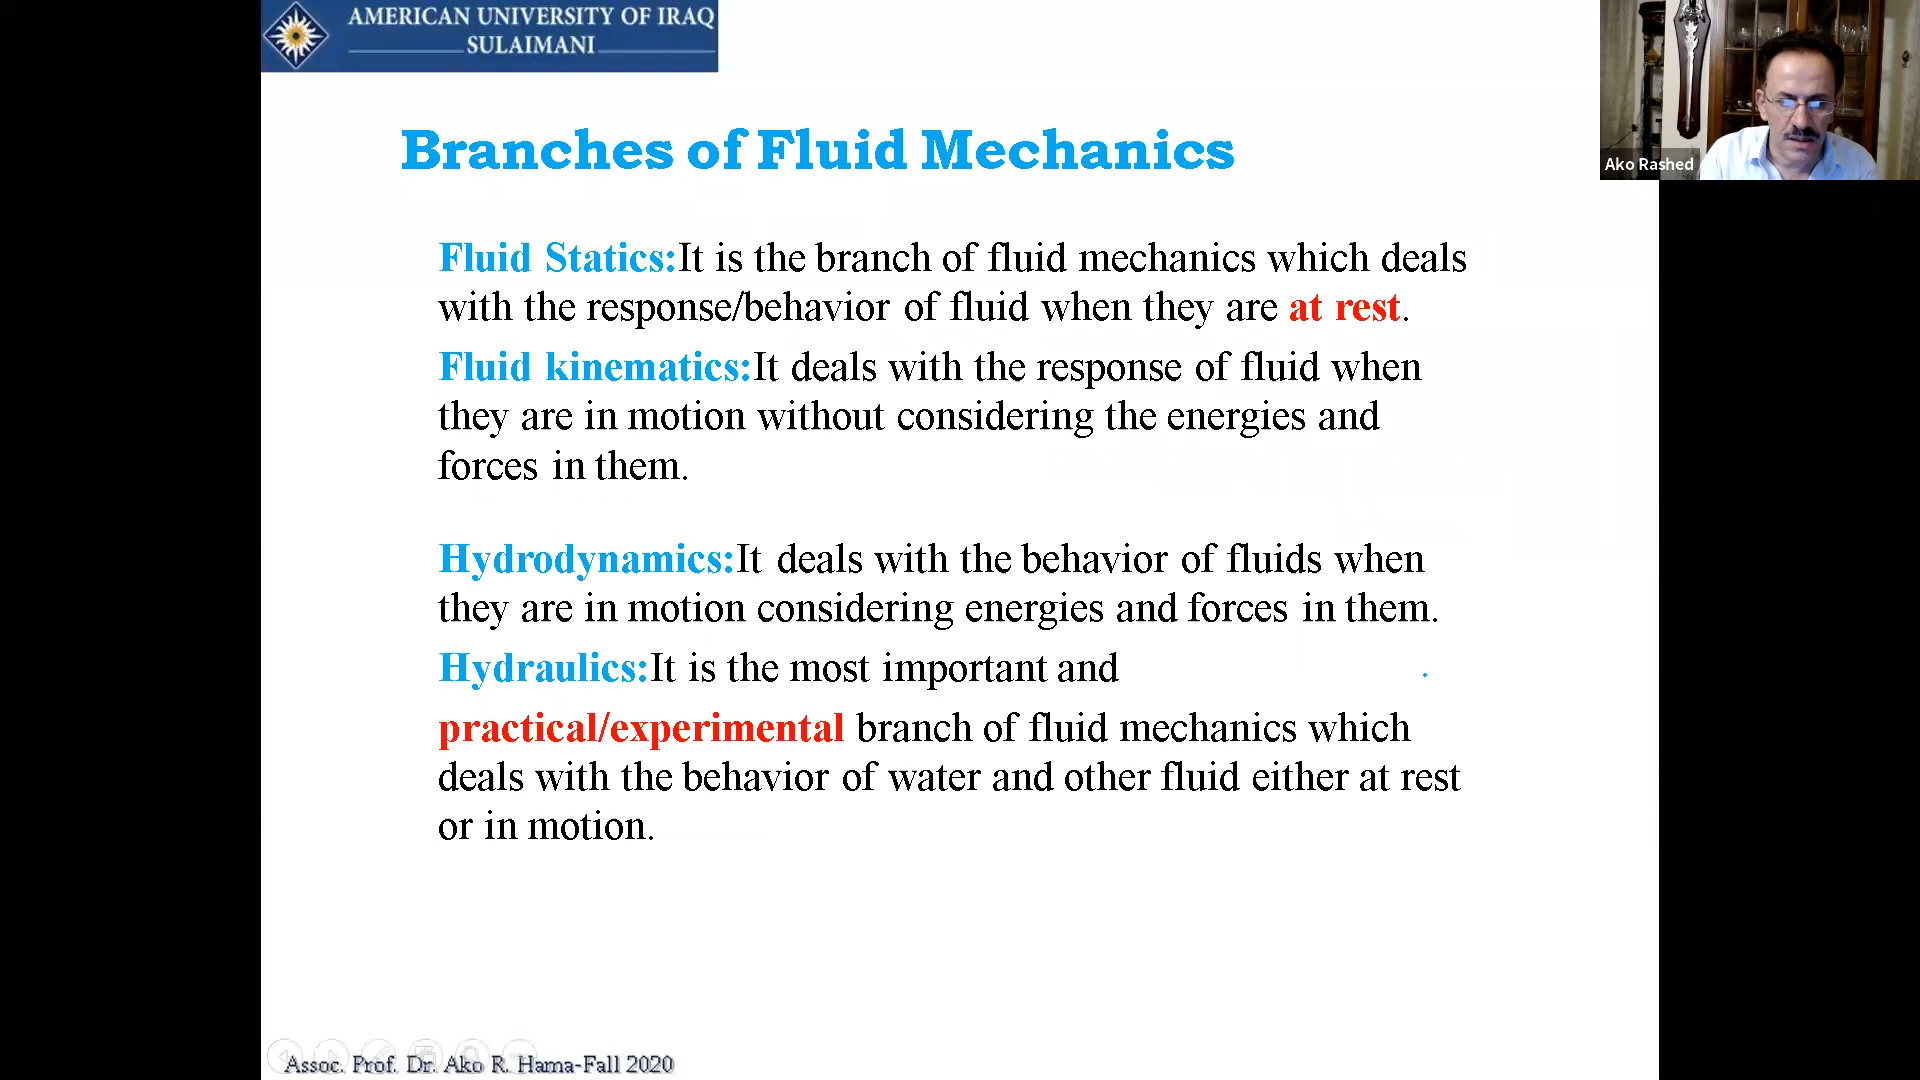 AMERICAN UNIVERSITY OF IRAQ
SULAIMANI
Ako Rashed
Branches of Fluid Mechanics
Fluid Statics:It is the branch of fluid mechanics which deals
with the response/behavior of fluid when they are at rest.
Fluid kinematics:It deals with the response of fluid when
they are in motion without considering the energies and
forces in them.
Hydrodynamics:It deals with the behavior of fluids when
they are in motion considering energies and forces in them.
Hydraulics:It is the most important and
practical/experimental branch of fluid mechanics which
deals with the behavior of water and other fluid either at rest
or in motion.
Assoc. Prof. Dr. Ako R. Hama-Fall 2020